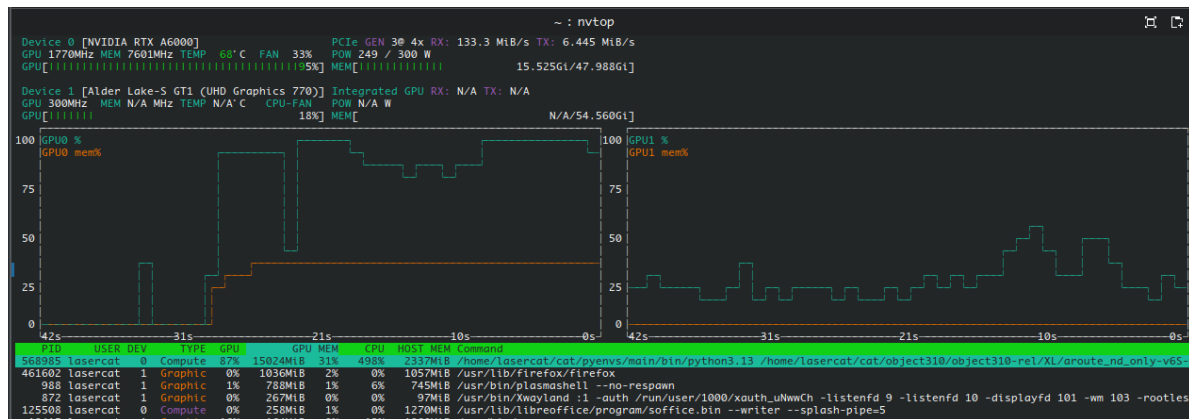 ~ : nvtop
Device 0 [NVIDIA RTX A6000] PCIe GEN 3@ 4x RX: 133.3 MiB/s TX: 6.445 MiB/s
GPU 1770MHz MEM 7601MHz TEMP 68°C FAN 33% POW 249 / 300 W
GPU[||||||||||||||||||||||||||||||||||||||95%] MEM[||||||||||||| 15.525Gi/47.988Gi]
Device 1 [Alder Lake-S GT1 (UHD Graphics 770)] Integrated GPU RX: N/A TX: N/A
GPU 300MHz MEM N/A MHz TEMP N/A°C CPU-FAN POW N/A W
GPU[||||||| 18%] MEM[ N/A/54.560Gi]
100 GPU0 % 100 GPU1 %
GPU0 mem% GPU1 mem%
75 75
50 50
25 25
0 0
42s 31s 21s 10s 0s 42s 31s 21s 10s 0s
PID USER DEV TYPE GPU GPU MEM CPU HOST MEM Command
568985 lasercat 0 Compute 87% 15024MiB 31% 498% 2337MiB /home/lasercat/cat/pyenvs/main/bin/python3.13 /home/lasercat/cat/object310/object310-rel/XL/aroute_nd_only-v6S-
461602 lasercat 1 Graphic 0% 1036MiB 2% 0% 1057MiB /usr/lib/firefox/firefox
988 lasercat 1 Graphic 1% 788MiB 1% 6% 745MiB /usr/bin/plasmashell --no-respawn
872 lasercat 1 Graphic 0% 267MiB 0% 0% 97MiB /usr/bin/Xwayland :1 -auth /run/user/1000/xauth_uNwwCh -listenfd 9 -listenfd 10 -displayfd 101 -wm 103 -rootles
125508 lasercat 0 Compute 0% 258MiB 1% 0% 1270MiB /usr/lib/libreoffice/program/soffice.bin --writer --splash-pipe=5